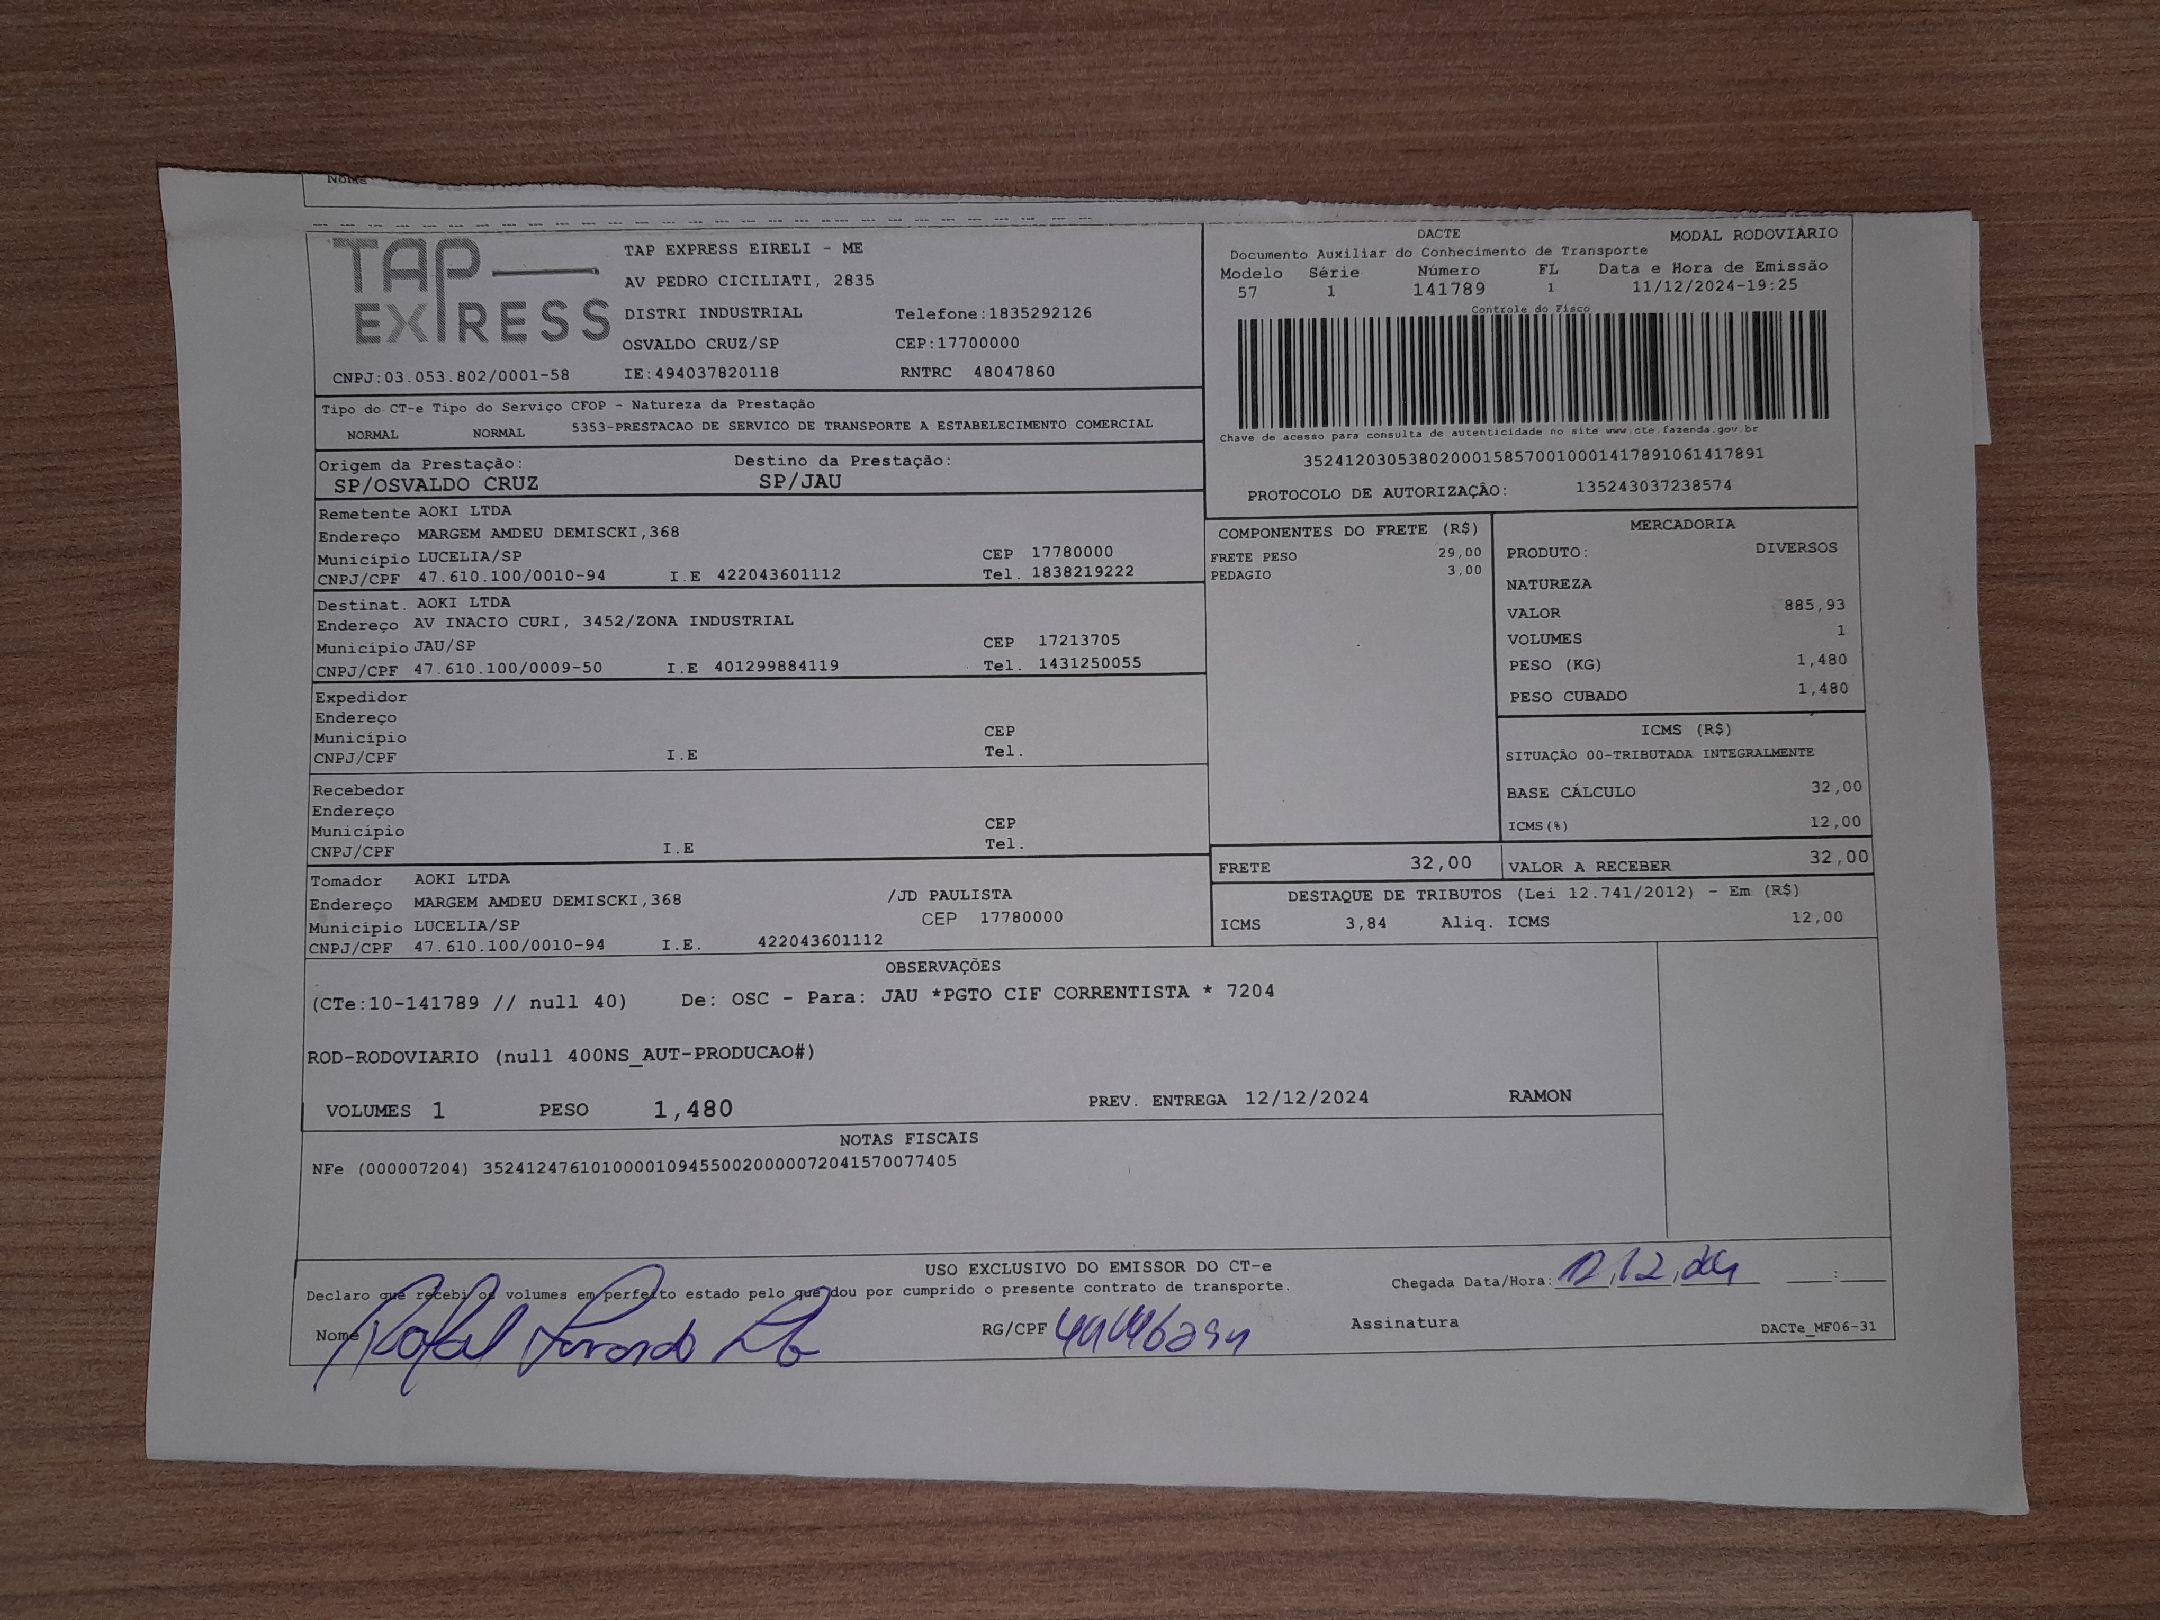 Nome
TAP EXPRESS
TAP EXPRESS EIRELI - ME
AV PEDRO CICILIATI, 2835
DISTRI INDUSTRIAL Telefone:1835292126
OSVALDO CRUZ/SP CEP:17700000
CNPJ:03.053.802/0001-58 IE:494037820118 RNTRC 48047860
DACTE MODAL RODOVIÁRIO
Documento Auxiliar do Conhecimento de Transporte
Modelo Série Número FL Data e Hora de Emissão
57 1 141789 1 11/12/2024-19:25
Controle do Fisco
Chave de acesso para consulta de autenticidade no site www.cte.fazenda.gov.br
35241203053802000158570010001417891061417891
PROTOCOLO DE AUTORIZAÇÃO: 135243037238574
Tipo do CT-e Tipo do Serviço CFOP - Natureza da Prestação
NORMAL NORMAL 5353-PRESTACAO DE SERVICO DE TRANSPORTE A ESTABELECIMENTO COMERCIAL
Origem da Prestação: Destino da Prestação:
SP/OSVALDO CRUZ SP/JAU
Remetente AOKI LTDA
Endereço MARGEM AMDEU DEMISCKI,368
Município LUCELIA/SP CEP 17780000
CNPJ/CPF 47.610.100/0010-94 I.E 422043601112 Tel. 1838219222
Destinat. AOKI LTDA
Endereço AV INACIO CURI, 3452/ZONA INDUSTRIAL
Município JAU/SP CEP 17213705
CNPJ/CPF 47.610.100/0009-50 I.E 401299884119 Tel. 1431250055
Expedidor
Endereço
Município CEP
CNPJ/CPF I.E Tel.
Recebedor
Endereço
Município CEP
CNPJ/CPF I.E Tel.
Tomador AOKI LTDA
Endereço MARGEM AMDEU DEMISCKI,368 /JD PAULISTA
Municipio LUCELIA/SP CEP 17780000
CNPJ/CPF 47.610.100/0010-94 I.E. 422043601112
COMPONENTES DO FRETE (R$)
FRETE PESO 29,00
PEDAGIO 3,00
MERCADORIA
PRODUTO: DIVERSOS
NATUREZA
VALOR 885,93
VOLUMES 1
PESO (KG) 1,480
PESO CUBADO 1,480
ICMS (R$)
SITUAÇÃO 00-TRIBUTADA INTEGRALMENTE
BASE CÁLCULO 32,00
ICMS(%) 12,00
FRETE 32,00 VALOR A RECEBER 32,00
DESTAQUE DE TRIBUTOS (Lei 12.741/2012) - Em (R$)
ICMS 3,84 Aliq. ICMS 12,00
OBSERVAÇÕES
(CTe:10-141789 // null 40) De: OSC - Para: JAU *PGTO CIF CORRENTISTA * 7204
ROD-RODOVIARIO (null 400NS_AUT-PRODUCAO#)
VOLUMES 1 PESO 1,480 PREV. ENTREGA 12/12/2024 RAMON
NOTAS FISCAIS
NFe (000007204) 35241247610100001094550020000072041570077405
USO EXCLUSIVO DO EMISSOR DO CT-e
Declaro que recebi os volumes em perfeito estado pelo que dou por cumprido o presente contrato de transporte. Chegada Data/Hora: 12,12,24 :
Nome Rafael RG/CPF Assinatura DACTe_MF06-31